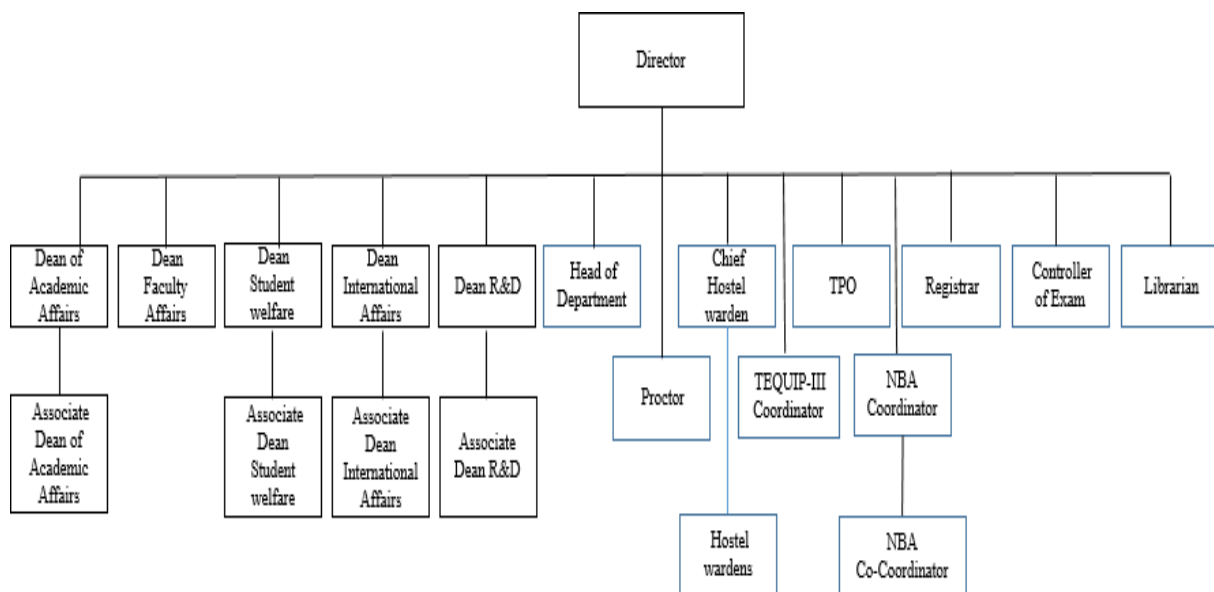 Director
Dean of
Academic
Affairs
Dean
Faculty
Affairs
Dean
Student
welfare
Dean
International
Affairs
Dean R&D
Head of
Department
Chief
Hostel
warden
TPO
Registrar
Controller
of Exam
Librarian
Proctor
TEQUIP-III
Coordinator
NBA
Coordinator
Associate
Dean of
Academic
Affairs
Associate
Dean
Student
welfare
Associate
Dean
International
Affairs
Associate
Dean R&D
Hostel
wardens
NBA
Co-Coordinator